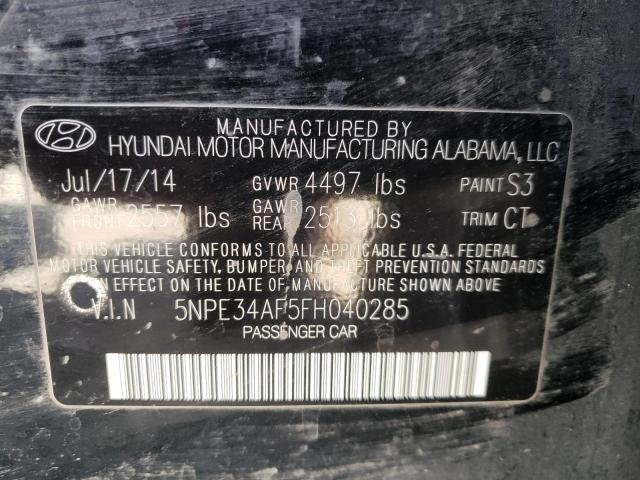 MANUFACTURED BY
HYUNDAI MOTOR MANUFACTURING ALABAMA, LLC
Jul/17/14 GVWR 4497 lbs PAINT S3
GAWR FRONT 2557 lbs GAWR REAR 2513 lbs TRIM CT
THIS VEHICLE CONFORMS TO ALL APPLICABLE U.S.A. FEDERAL
MOTOR VEHICLE SAFETY, BUMPER, AND THEFT PREVENTION
STANDARDS IN EFFECT ON THE DATE OF MANUFACTURE SHOWN ABOVE.
V.I.N 5NPE34AF5FH040285
PASSENGER CAR